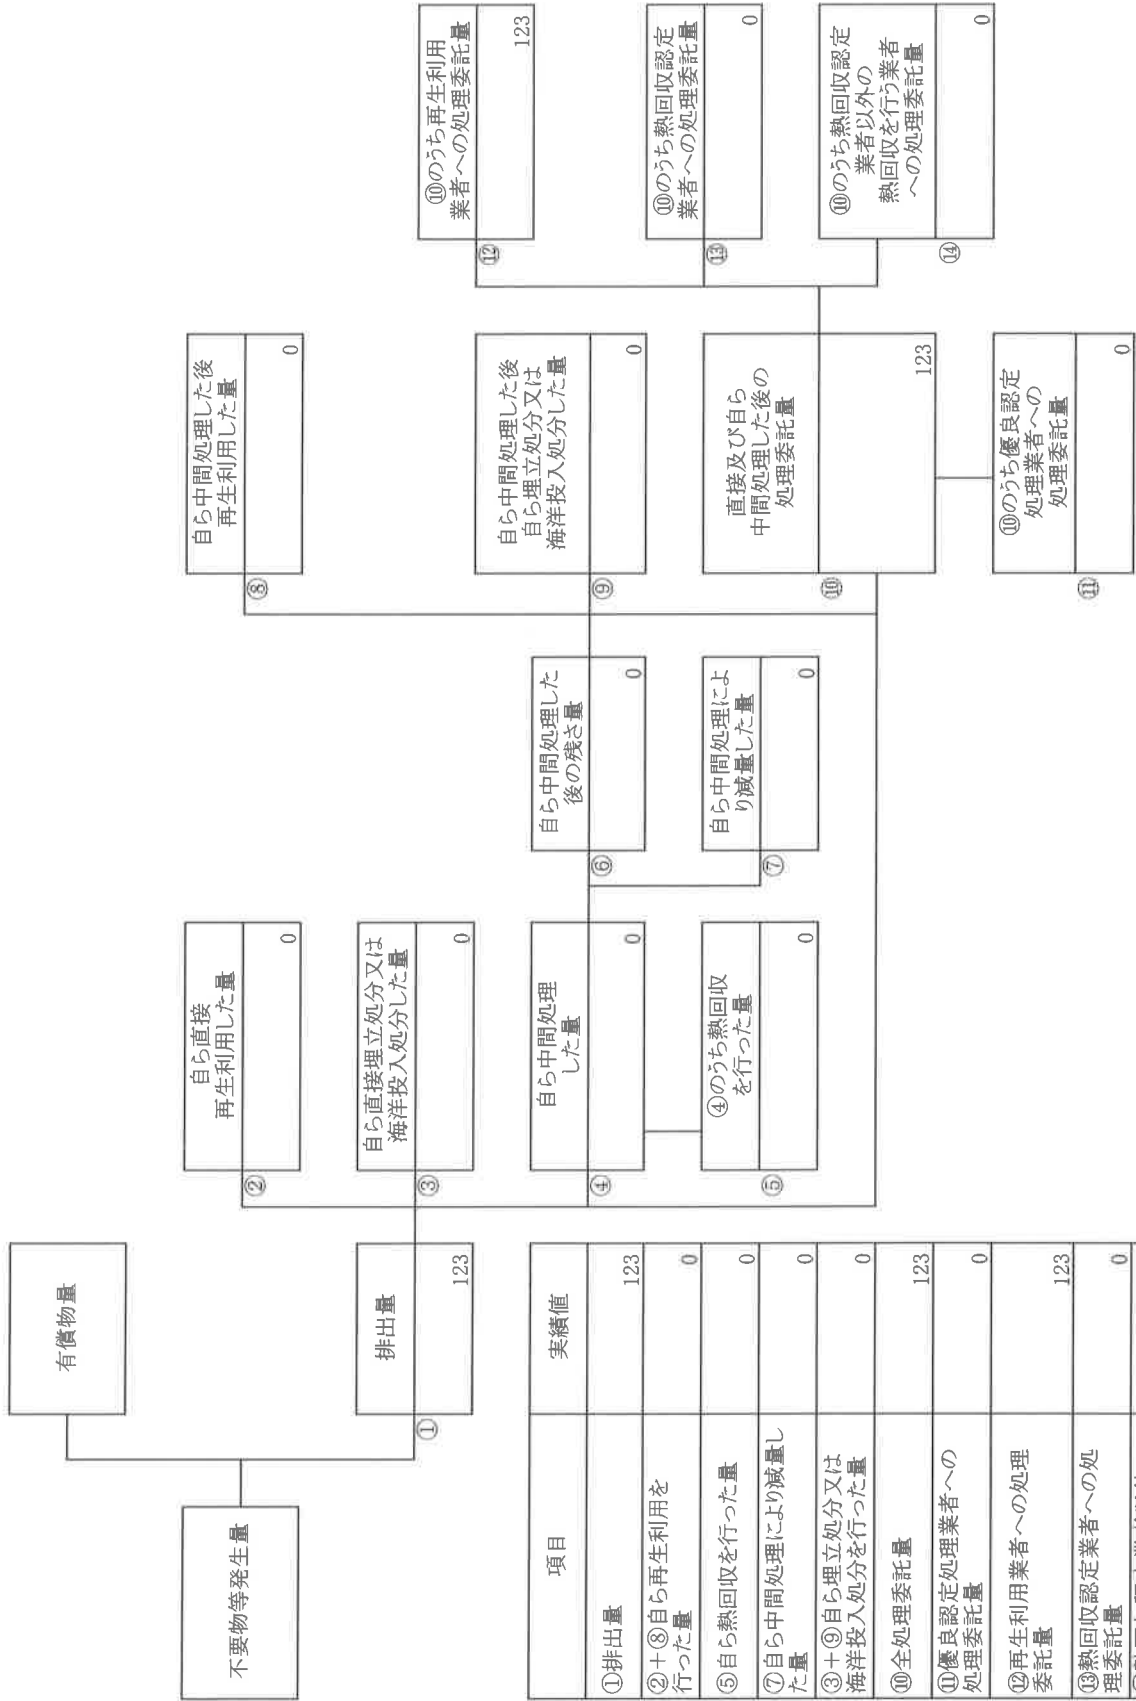 不要物等発生量
有償物量
①
排出量
123
②
自ら直接
再生利用した量
0
③
自ら直接埋立処分又は
海洋投入処分した量
0
④
自ら中間処理
した量
0
⑤
④のうち熱回収
を行った量
0
⑥
自ら中間処理した
後の残さ量
0
⑦
自ら中間処理によ
り減量した量
0
⑧
自ら中間処理した後
再生利用した量
0
⑨
自ら中間処理した後
自ら埋立処分又は
海洋投入処分した量
0
⑩
直接及び自ら
中間処理した後の
処理委託量
123
⑪
⑩のうち優良認定
処理業者への
処理委託量
0
⑫
⑩のうち再生利用
業者への処理委託量
123
⑬
⑩のうち熱回収認定
業者への処理委託量
0
⑭
⑩のうち熱回収認定
業者以外の
熱回収を行う業者
への処理委託量
0
項目 実績値
①排出量 123
②+⑧自ら再生利用を
行った量 0
⑤自ら熱回収を行った量 0
⑦自ら中間処理により減量し
た量 0
③+⑨自ら埋立処分又は
海洋投入処分を行った量 0
⑩全処理委託量 123
⑪優良認定処理業者への
処理委託量 0
⑫再生利用業者への処理
委託量 123
⑬熱回収認定業者への処
理委託量 0